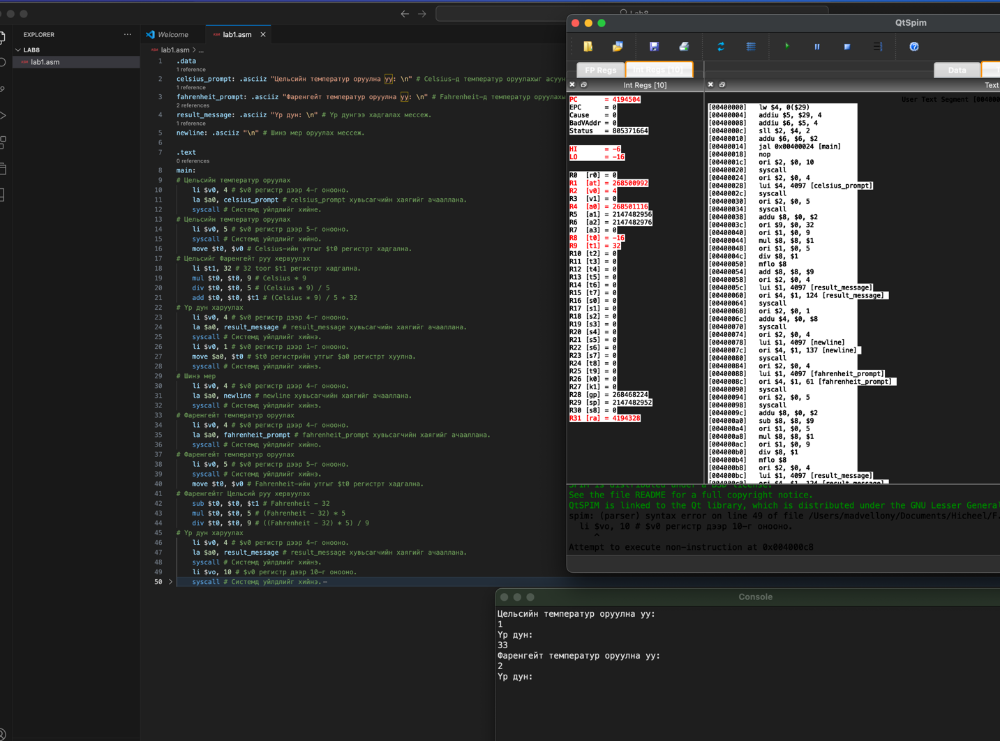 Lab8
EXPLORER
LAB8
lab1.asm
Welcome
lab1.asm
lab1.asm > ...
1 .data
1 reference
2 celsius_prompt: .asciiz "Цельсийн температур оруулна уу: \n" # Celsius-д температур оруулахыг асуун
1 reference
3 fahrenheit_prompt: .asciiz "Фаренгейт температур оруулна уу: \n" # Fahrenheit-д температур оруулахы
2 references
4 result_message: .asciiz "Үр дүн: \n" # Үр дүнгээ хадгалах мессеж.
1 reference
5 newline: .asciiz "\n" # Шинэ мер оруулах мессеж.
6
7 .text
0 references
8 main:
9 # Цельсийн температур оруулах
10 li $v0, 4 # $v0 регистр дээр 4-г онооно.
11 la $a0, celsius_prompt # celsius_prompt хувьсагчийн хаягийг ачааллана.
12 syscall # Системд үйлдлийг хийне.
13 # Цельсийн температур оруулах
14 li $v0, 5 # $v0 регистр дээр 5-г онооно.
15 syscall # Системд үйлдлийг хийнэ.
16 move $t0, $v0 # Celsius-ийн утгыг $t0 регистрт хадгална.
17 # Цельсийг Фаренгейт руу хөрвүүлэх
18 li $t1, 32 # 32 toor $t1 регистрт хадгална.
19 mul $t0, $t0, 9 # Celsius * 9
20 div $t0, $t0, 5 # (Celsius * 9) / 5
21 add $t0, $t0, $t1 # (Celsius * 9) / 5 + 32
22 # Үр дүн харуулах
23 li $v0, 4 # $v0 регистр дээр 4-г онооно.
24 la $a0, result_message # result_message хувьсагчийн хаягийг ачааллана.
25 syscall # Системд үйлдлийг хийнэ.
26 li $v0, 1 # $v0 регистр дээр 1-г онооно.
27 move $a0, $t0 # $t0 регистрийн утгыг $a0 регистрт хуулна.
28 syscall # Системд үйлдлийг хийнэ.
29 # Шинэ мер
30 li $v0, 4 # $v0 регистр дээр 4-г онооно.
31 la $a0, newline # newline хувьсагчийн хаягийг ачааллана.
32 syscall # Системд үйлдлийг хийнэ.
33 # Фаренгейт температур оруулах
34 li $v0, 4 # $v0 регистр дээр 4-г онооно.
35 la $a0, fahrenheit_prompt # fahrenheit_prompt хувьсагчийн хаягийг ачааллана.
36 syscall # Системд үйлдлийг хийнэ.
37 # Фаренгейт температур оруулах
38 li $v0, 5 # $v0 регистр дээр 5-г онооно.
39 syscall # Системд үйлдлийг хийнэ.
40 move $t0, $v0 # Fahrenheit-ийн утгыг $t0 регистрт хадгална.
41 # Фаренгейтг Цельсий руу хөрвүүлэх
42 sub $t0, $t0, $t1 # Fahrenheit - 32
43 mul $t0, $t0, 5 # (Fahrenheit - 32) * 5
44 div $t0, $t0, 9 # ((Fahrenheit - 32) * 5) / 9
45 # Үр дүн харуулах
46 li $v0, 4 # $v0 регистр дээр 4-г онооно.
47 la $a0, result_message # result_message хувьсагчийн хаягийг ачааллана.
48 syscall # Системд үйлдлийг хийнэ.
49 li $vo, 10 # $v0 регистр дээр 10-г онооно.
50 syscall # Системд үйлдлийг хийнэ.
QtSpim
FP Regs
Int Regs [10]
Data
Int Regs [10]
Text
PC = 4194504
EPC = 0
Cause = 0
BadVAddr = 0
Status = 805371664
HI = -6
LO = -16
R0 [r0] = 0
R1 [at] = 268500992
R2 [v0] = 4
R3 [v1] = 0
R4 [a0] = 268501116
R5 [a1] = 2147482956
R6 [a2] = 2147482976
R7 [a3] = 0
R8 [t0] = -16
R9 [t1] = 32
R10 [t2] = 0
R11 [t3] = 0
R12 [t4] = 0
R13 [t5] = 0
R14 [t6] = 0
R15 [t7] = 0
R16 [s0] = 0
R17 [s1] = 0
R18 [s2] = 0
R19 [s3] = 0
R20 [s4] = 0
R21 [s5] = 0
R22 [s6] = 0
R23 [s7] = 0
R24 [t8] = 0
R25 [t9] = 0
R26 [k0] = 0
R27 [k1] = 0
R28 [gp] = 268468224
R29 [sp] = 2147482952
R30 [s8] = 0
R31 [ra] = 4194328
User Text Segment [004000
[00400000] lw $4, 0($29)
[00400004] addiu $5, $29, 4
[00400008] addiu $6, $5, 4
[0040000c] sll $2, $4, 2
[00400010] addu $6, $6, $2
[00400014] jal 0x00400024 [main]
[00400018] nop
[0040001c] ori $2, $0, 10
[00400020] syscall
[00400024] ori $2, $0, 4
[00400028] lui $4, 4097 [celsius_prompt]
[0040002c] syscall
[00400030] ori $2, $0, 5
[00400034] syscall
[00400038] addu $8, $0, $2
[0040003c] ori $9, $0, 32
[00400040] ori $1, $0, 9
[00400044] mul $8, $8, $1
[00400048] ori $1, $0, 5
[0040004c] div $8, $1
[00400050] mflo $8
[00400054] add $8, $8, $9
[00400058] ori $2, $0, 4
[0040005c] lui $1, 4097 [result_message]
[00400060] ori $4, $1, 124 [result_message]
[00400064] syscall
[00400068] ori $2, $0, 1
[0040006c] addu $4, $0, $8
[00400070] syscall
[00400074] ori $2, $0, 4
[00400078] lui $1, 4097 [newline]
[0040007c] ori $4, $1, 137 [newline]
[00400080] syscall
[00400084] ori $2, $0, 4
[00400088] lui $1, 4097 [fahrenheit_prompt]
[0040008c] ori $4, $1, 61 [fahrenheit_prompt]
[00400090] syscall
[00400094] ori $2, $0, 5
[00400098] syscall
[0040009c] addu $8, $0, $2
[004000a0] sub $8, $8, $9
[004000a4] ori $1, $0, 5
[004000a8] mul $8, $8, $1
[004000ac] ori $1, $0, 9
[004000b0] div $8, $1
[004000b4] mflo $8
[004000b8] ori $2, $0, 4
[004000bc] lui $1, 4097 [result_message]
[004000c0] ori $4, $1, 124 [result_message]
SPIM is distributed under a BSD license.
See the file README for a full copyright notice.
QtSPIM is linked to the Qt library, which is distributed under the GNU Lesser General
spim: (parser) syntax error on line 49 of file /Users/madvellony/Documents/Hicheel/F.
li $vo, 10 # $v0 регистр дээр 10-г онооно.
^
Attempt to execute non-instruction at 0x004000c8
Console
Цельсийн температур оруулна уу:
1
Үр дүн:
33
Фаренгейт температур оруулна уу:
2
Үр дүн: